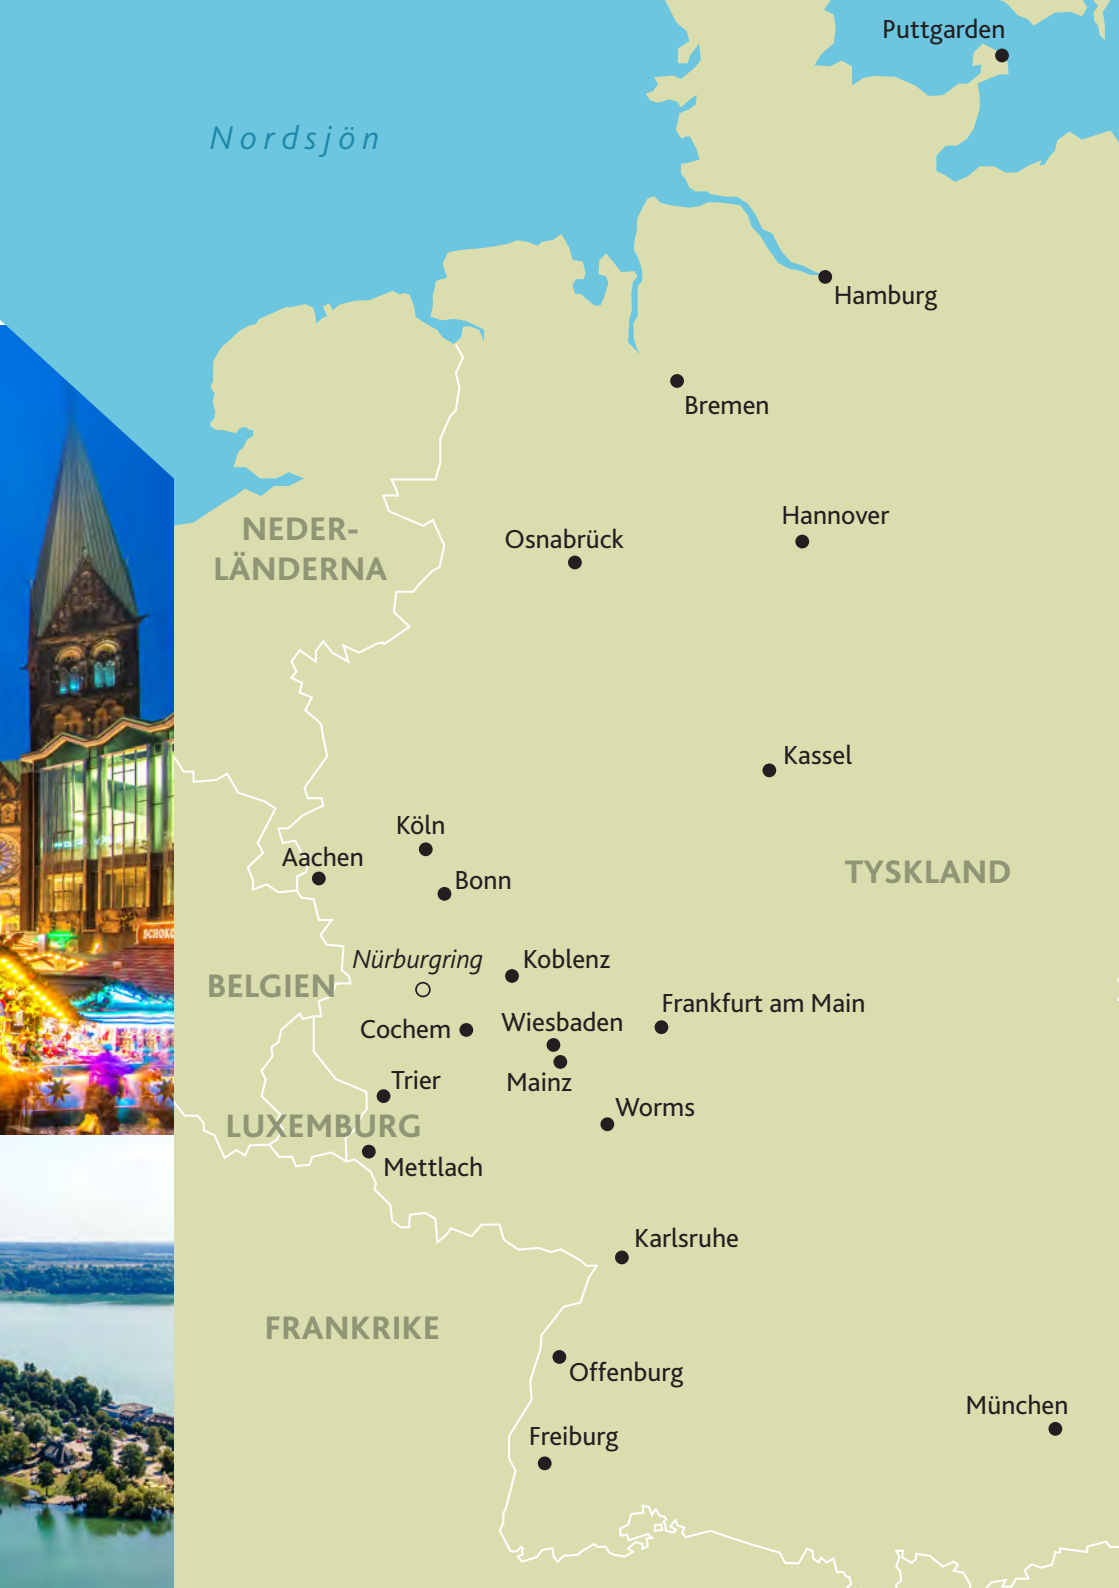 Puttgarden
Nordsjön
Hamburg
Bremen
Hannover
NEDER-
LÄNDERNA
Osnabrück
Kassel
Köln
Aachen
Bonn
TYSKLAND
SCHOKO
Nürburgring
Koblenz
BELGIEN
Frankfurt am Main
Cochem
Wiesbaden
Mainz
Trier
Worms
LUXEMBURG
Mettlach
Karlsruhe
FRANKRIKE
Offenburg
München
Freiburg